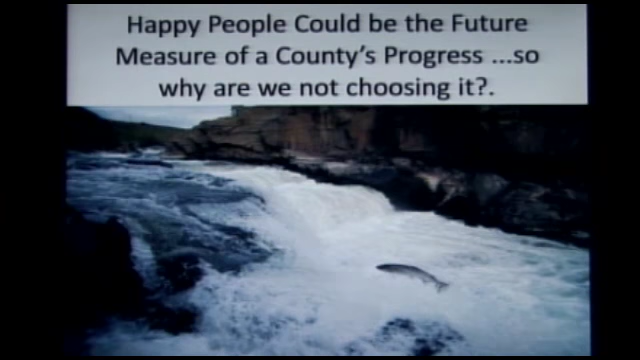 Happy People Could be the Future
Measure of a County's Progress ...so
why are we not choosing it?.